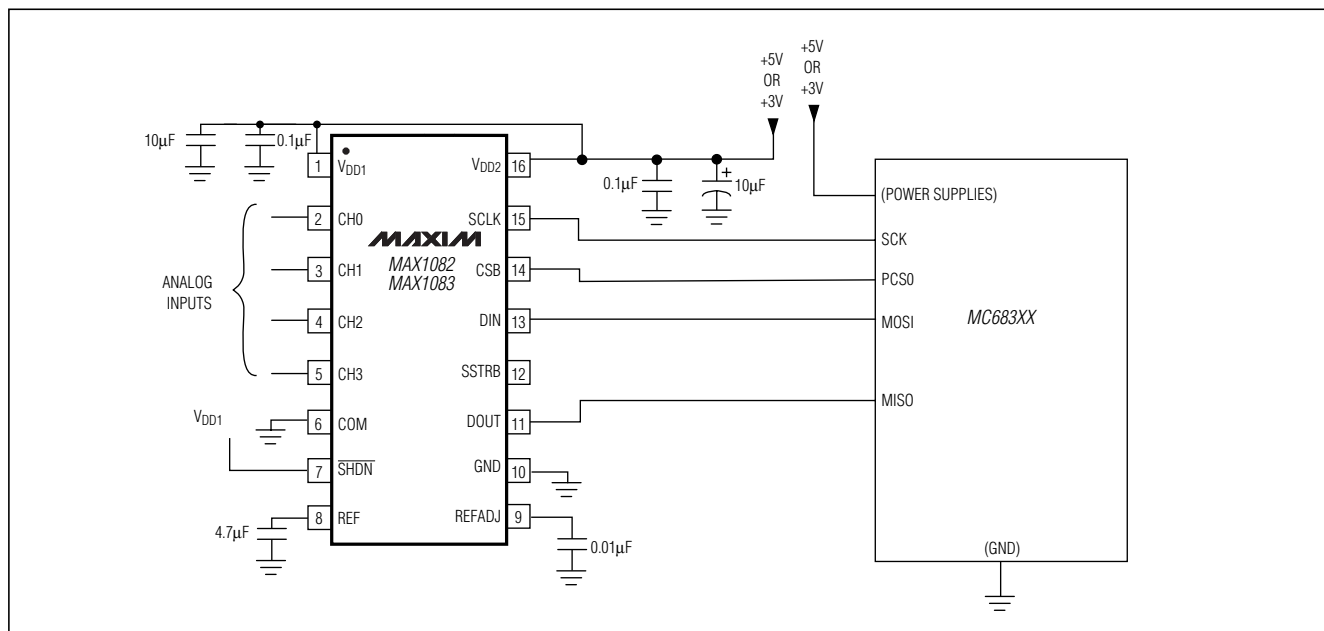 +5V
OR
+3V
+5V
OR
+3V
10µF
0.1µF
1
VDD1
VDD2
16
0.1µF
+
10µF
(POWER SUPPLIES)
2
CH0
SCLK
15
SCK
MAXIM
MAX1082
MAX1083
3
CH1
CSB
14
PCS0
ANALOG
INPUTS
4
CH2
DIN
13
MOSI
MC683XX
5
CH3
SSTRB
12
VDD1
6
COM
DOUT
11
MISO
7
SHDN
GND
10
8
REF
REFADJ
9
4.7µF
0.01µF
(GND)